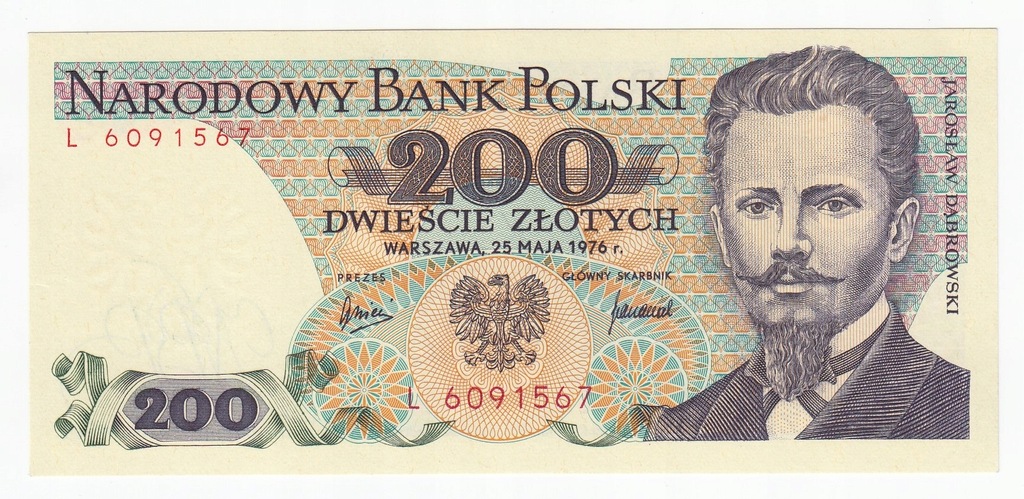 NARODOWY BANK POLSKI
L 6091567
200
DWIEŚCIE ZŁOTYCH
WARSZAWA, 25 MAJA 1976 r.
PREZES
GŁÓWNY SKARBNIK
L 6091567
200
JAROSŁAW DĄBROWSKI